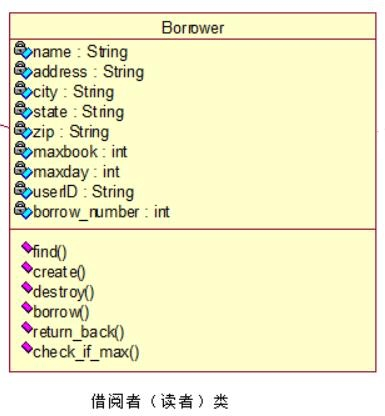 Borrower
name : String
address : String
city : String
state : String
zip : String
maxbook : int
maxday : int
userID : String
borrow_number : int
find()
create()
destroy()
borrow()
return_back()
check_if_max()
借阅者（读者）类